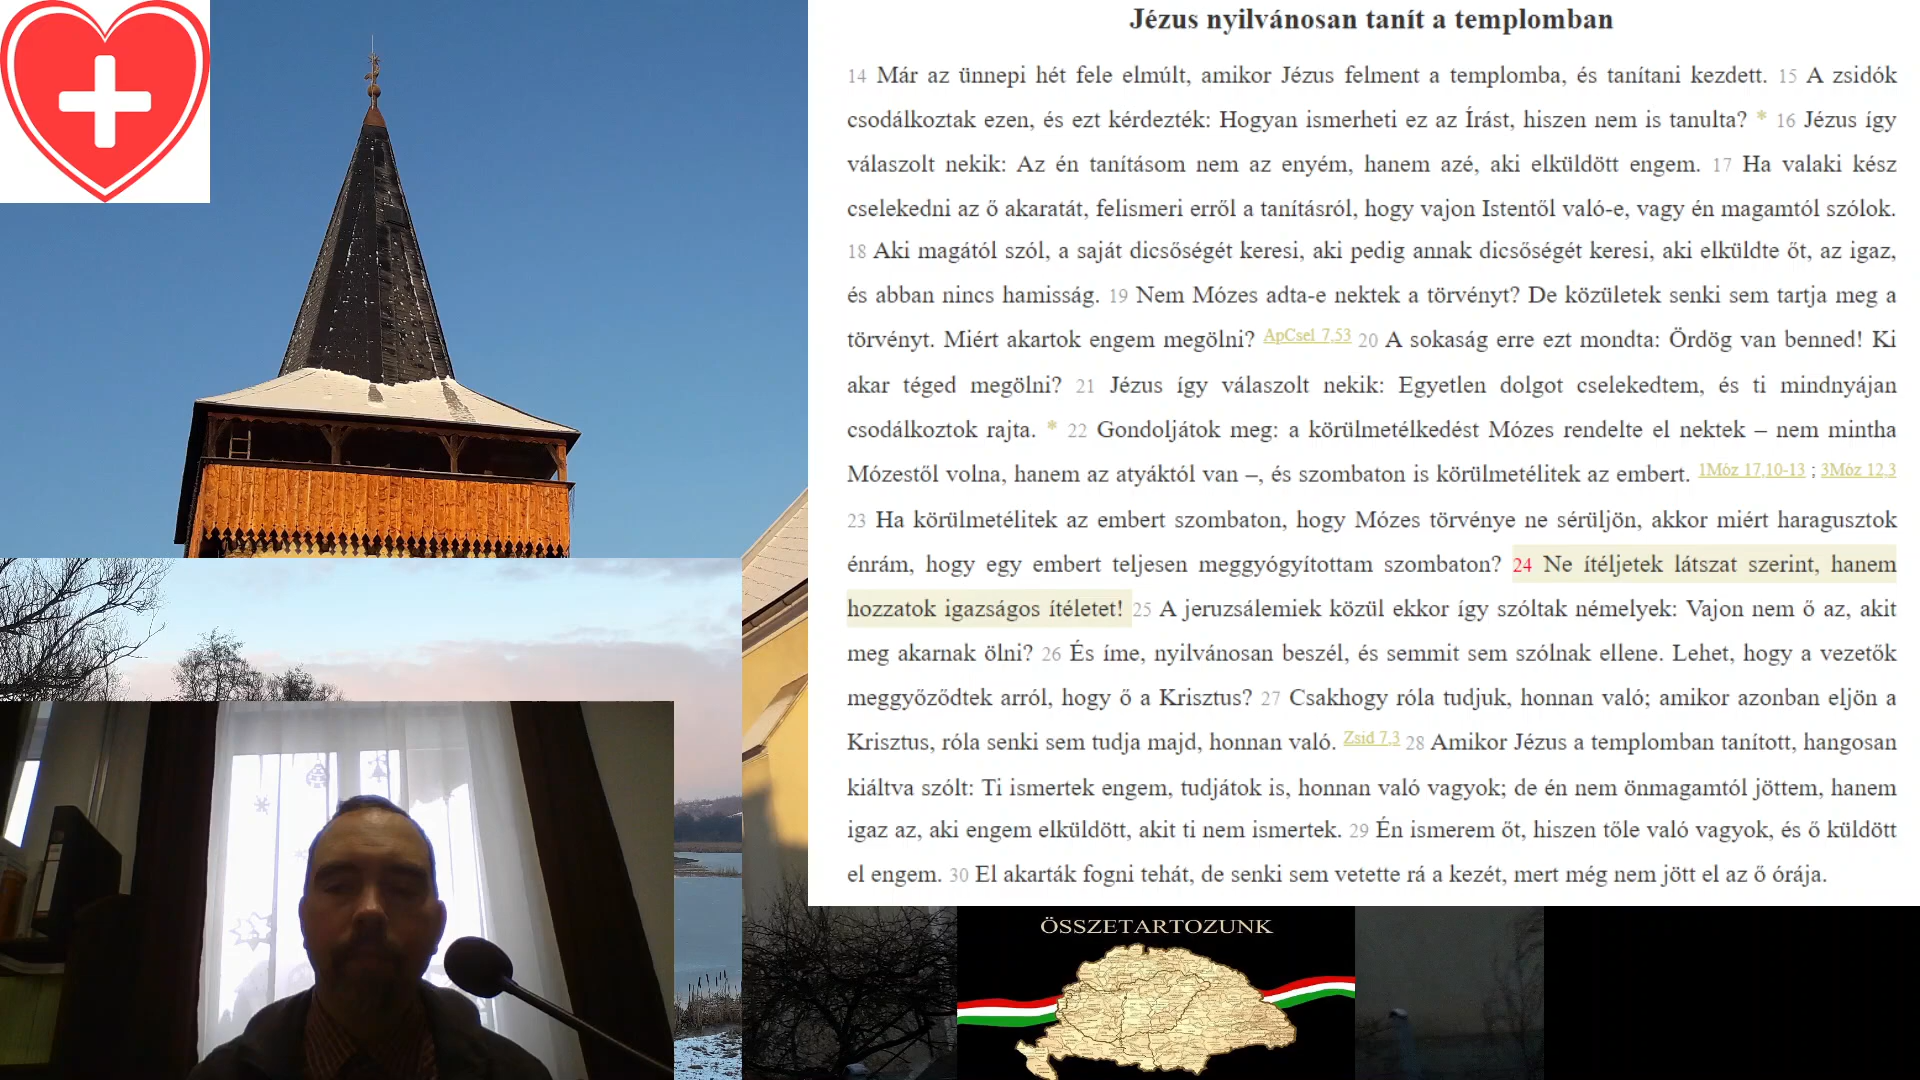 Jézus nyilvánosan tanít a templomban
14 Már az ünnepi hét fele elmúlt, amikor Jézus felment a templomba, és tanítani kezdett. 15 A zsidók
csodálkoztak ezen, és ezt kérdezték: Hogyan ismerheti ez az Írást, hiszen nem is tanulta? * 16 Jézus így
válaszolt nekik: Az én tanításom nem az enyém, hanem azé, aki elküldött engem. 17 Ha valaki kész
cselekedni az ő akaratát, felismeri erről a tanításról, hogy vajon Istentől való-e, vagy én magamtól szólok.
18 Aki magától szól, a saját dicsőségét keresi, aki pedig annak dicsőségét keresi, aki elküldte őt, az igaz,
és abban nincs hamisság. 19 Nem Mózes adta-e nektek a törvényt? De közületek senki sem tartja meg a
törvényt. Miért akartok engem megölni? ApCsel 7,53 20 A sokaság erre ezt mondta: Ördög van benned! Ki
akar téged megölni? 21 Jézus így válaszolt nekik: Egyetlen dolgot cselekedtem, és ti mindnyájan
csodálkoztok rajta. * 22 Gondoljátok meg: a körülmetélkedést Mózes rendelte el nektek – nem mintha
Mózestől volna, hanem az atyáktól van –, és szombaton is körülmetélitek az embert. 1Móz 17,10-13 ; 3Móz 12,3
23 Ha körülmetélitek az embert szombaton, hogy Mózes törvénye ne sérüljön, akkor miért haragusztok
énrám, hogy egy embert teljesen meggyógyítottam szombaton? 24 Ne ítéljetek látszat szerint, hanem
hozzatok igazságos ítéletet! 25 A jeruzsálemiek közül ekkor így szóltak némelyek: Vajon nem ő az, akit
meg akarnak ölni? 26 És íme, nyilvánosan beszél, és semmit sem szólnak ellene. Lehet, hogy a vezetők
meggyőződtek arról, hogy ő a Krisztus? 27 Csakhogy róla tudjuk, honnan való; amikor azonban eljön a
Krisztus, róla senki sem tudja majd, honnan való. Zsid 7,3 28 Amikor Jézus a templomban tanított, hangosan
kiáltva szólt: Ti ismertek engem, tudjátok is, honnan való vagyok; de én nem önmagamtól jöttem, hanem
igaz az, aki engem elküldött, akit ti nem ismertek. 29 Én ismerem őt, hiszen tőle való vagyok, és ő küldött
el engem. 30 El akarták fogni tehát, de senki sem vetette rá a kezét, mert még nem jött el az ő órája.
ÖSSZETARTOZUNK